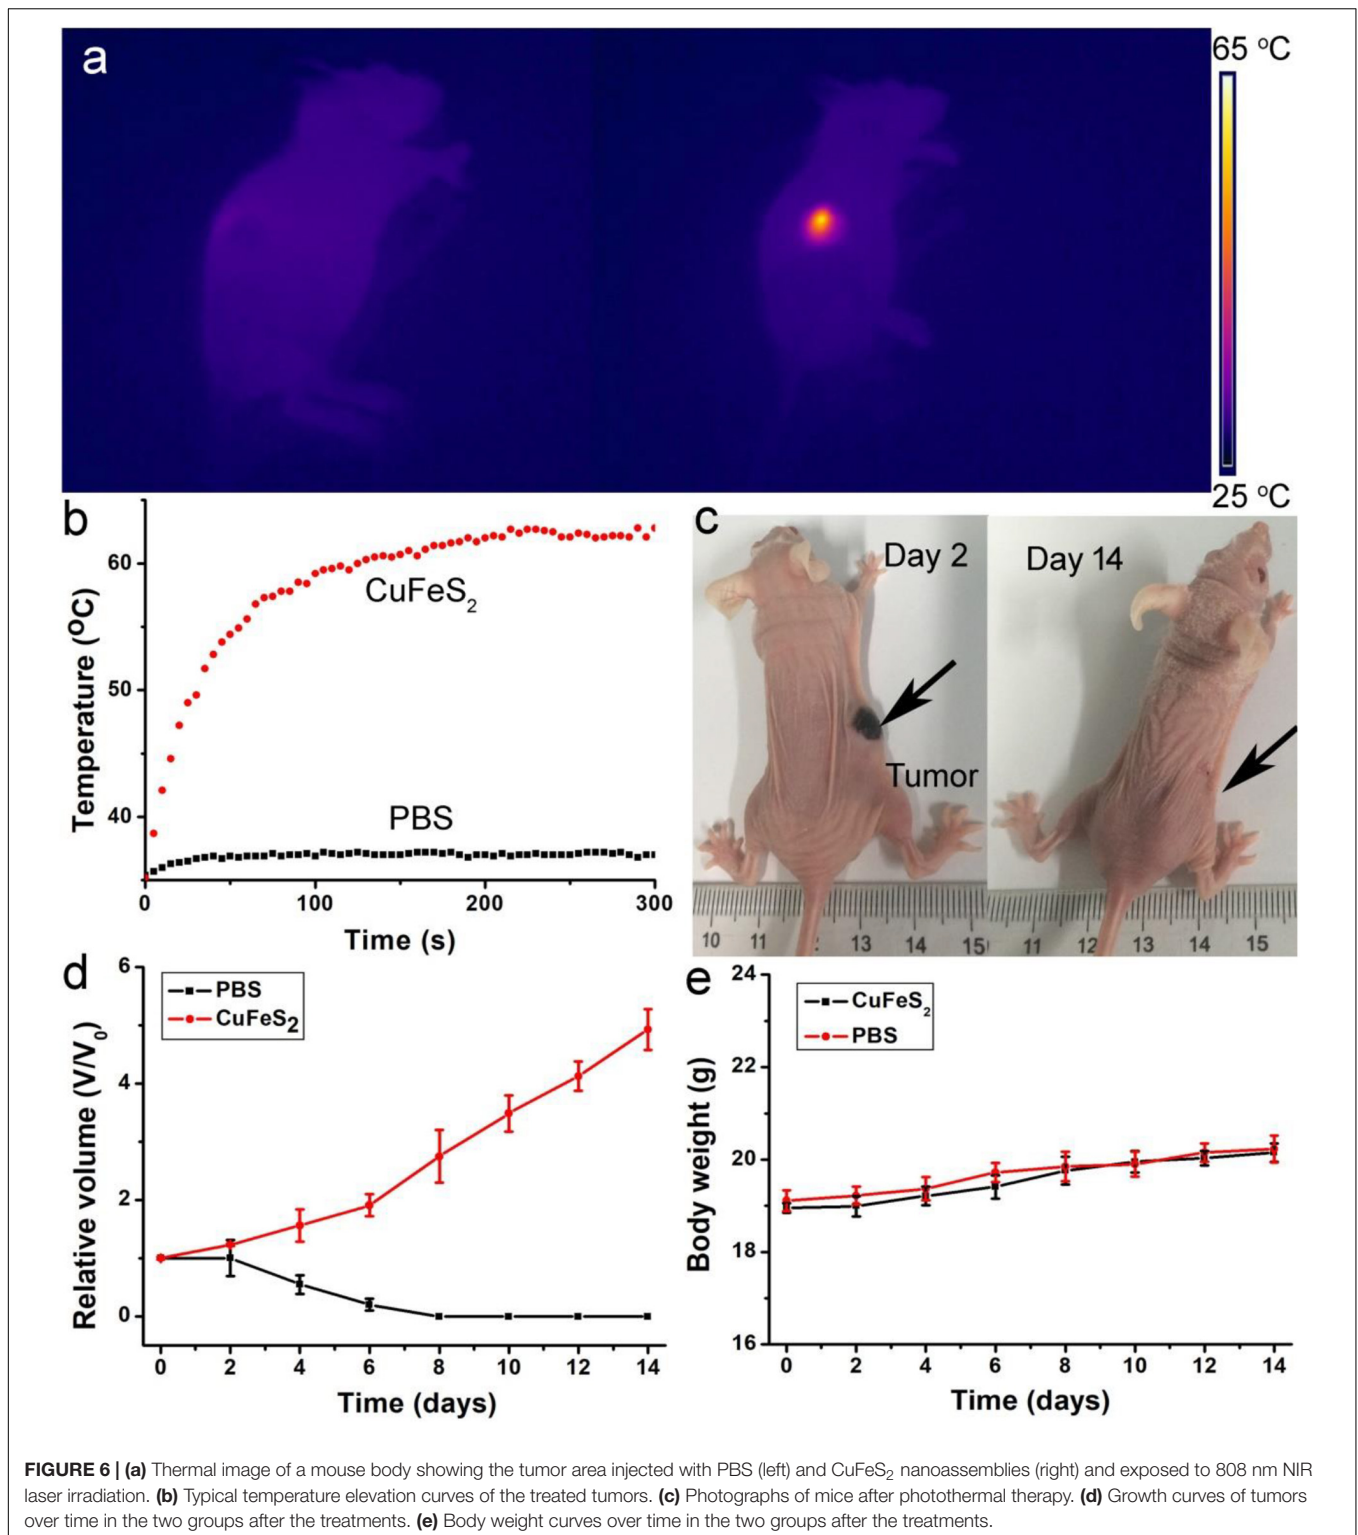 a
65 ºC
25 ºC
b
Temperature (ºC)
60
50
40
CuFeS₂
PBS
0 100 200 300
Time (s)
c
Day 2
Day 14
Tumor
10 11 13 14 15
11 12 13 14 15
d
PBS
CuFeS2
Relative volume (V/V₀)
6
4
2
0
0 2 4 6 8 10 12 14
Time (days)
e
CuFeS₂
PBS
Body weight (g)
24
22
20
18
16
0 2 4 6 8 10 12 14
Time (days)
FIGURE 6 | (a) Thermal image of a mouse body showing the tumor area injected with PBS (left) and CuFeS₂ nanoassemblies (right) and exposed to 808 nm NIR
laser irradiation. (b) Typical temperature elevation curves of the treated tumors. (c) Photographs of mice after photothermal therapy. (d) Growth curves of tumors
over time in the two groups after the treatments. (e) Body weight curves over time in the two groups after the treatments.